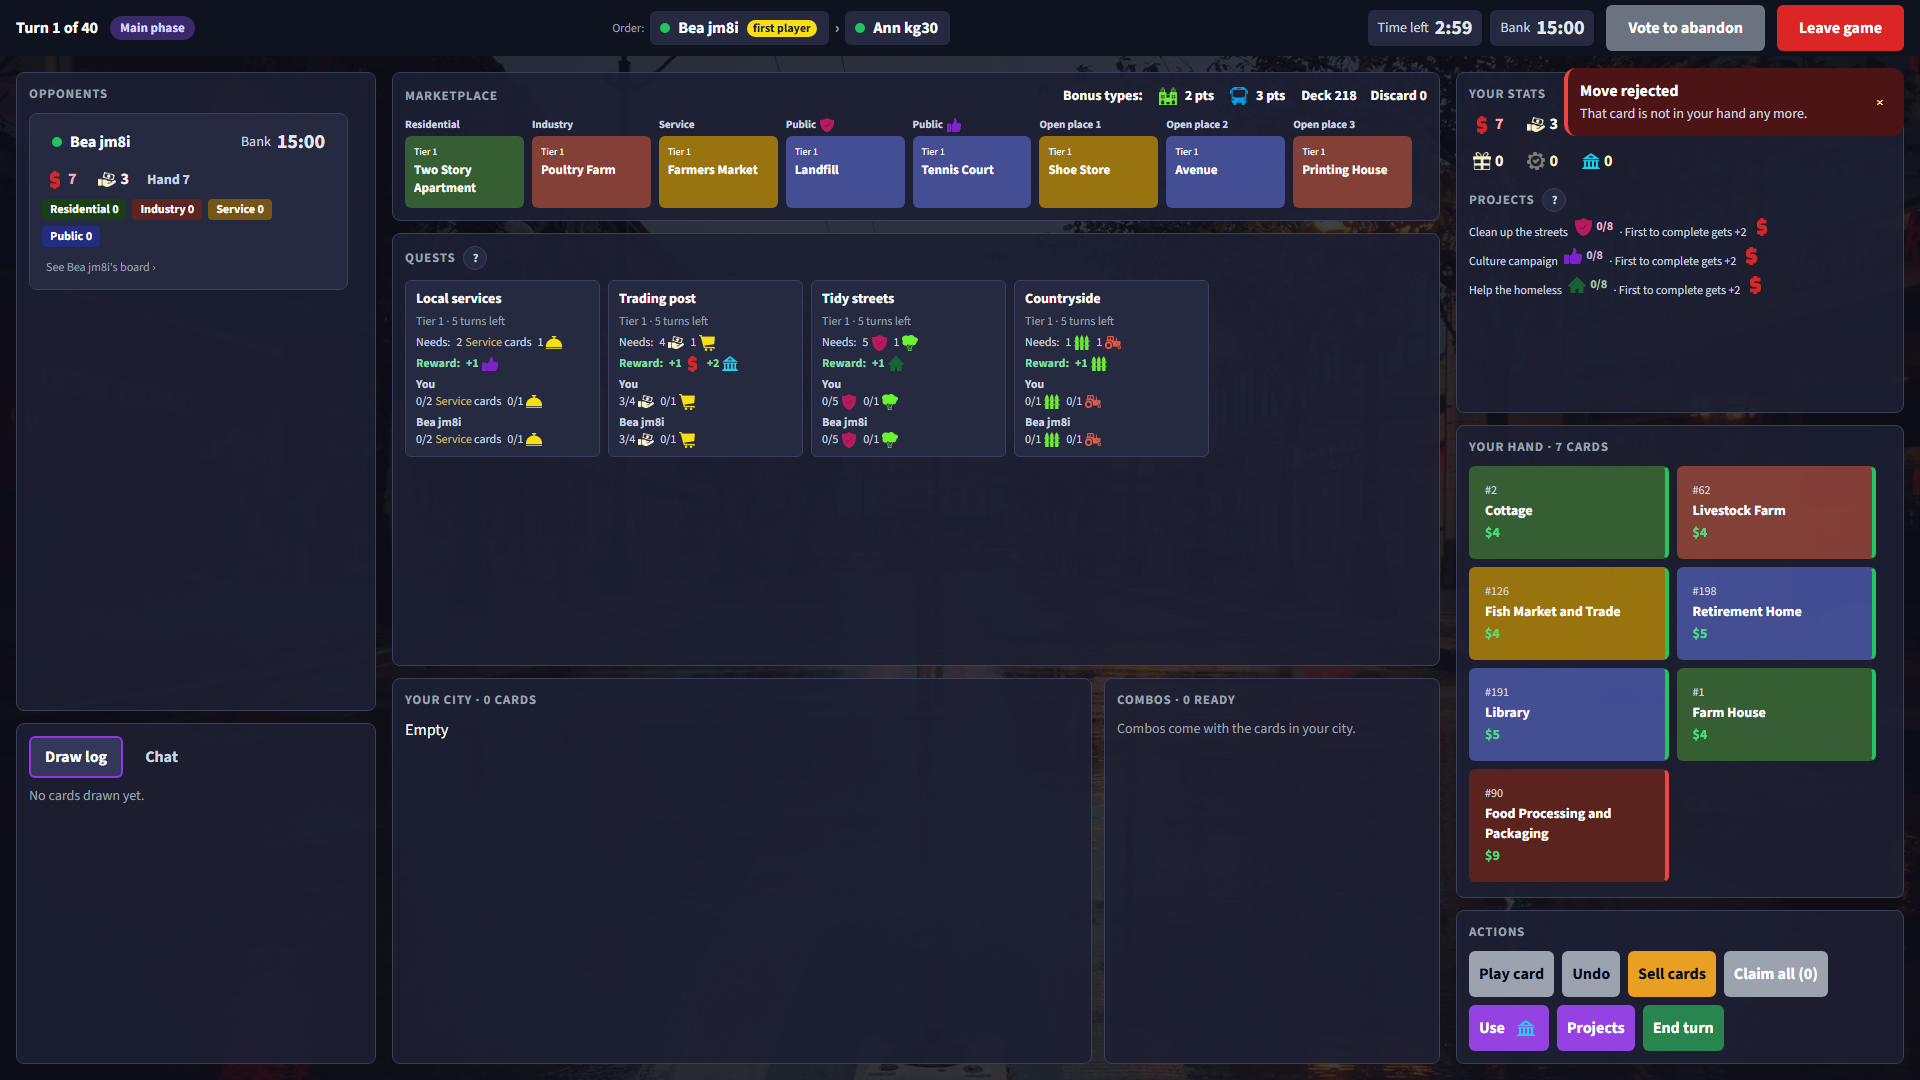 Turn 1 of 40
Main phase
Order:
Bea jm8i
first player
›
Ann kg30
Time left 2:59
Bank 15:00
Vote to abandon
Leave game
OPPONENTS
Bea jm8i
Bank 15:00
7
3
Hand 7
Residential 0
Industry 0
Service 0
Public 0
See Bea jm8i's board ›
Draw log
Chat
No cards drawn yet.
MARKETPLACE
Bonus types:
2 pts
3 pts
Deck 218
Discard 0
Residential
Tier 1
Two Story
Apartment
Industry
Tier 1
Poultry Farm
Service
Tier 1
Farmers Market
Public
Tier 1
Landfill
Public
Tier 1
Tennis Court
Open place 1
Tier 1
Shoe Store
Open place 2
Tier 1
Avenue
Open place 3
Tier 1
Printing House
QUESTS
?
Local services
Tier 1 · 5 turns left
Needs: 2 Service cards 1
Reward: +1
You
0/2 Service cards 0/1
Bea jm8i
0/2 Service cards 0/1
Trading post
Tier 1 · 5 turns left
Needs: 4 1
Reward: +1 +2
You
3/4 0/1
Bea jm8i
3/4 0/1
Tidy streets
Tier 1 · 5 turns left
Needs: 5 1
Reward: +1
You
0/5 0/1
Bea jm8i
0/5 0/1
Countryside
Tier 1 · 5 turns left
Needs: 1 1
Reward: +1
You
0/1 0/1
Bea jm8i
0/1 0/1
YOUR CITY · 0 CARDS
Empty
COMBOS · 0 READY
Combos come with the cards in your city.
YOUR STATS
Move rejected
That card is not in your hand any more.
×
7
3
0
0
0
PROJECTS
?
Clean up the streets 0/8 · First to complete gets +2
Culture campaign 0/8 · First to complete gets +2
Help the homeless 0/8 · First to complete gets +2
YOUR HAND · 7 CARDS
#2
Cottage
$4
#62
Livestock Farm
$4
#126
Fish Market and Trade
$4
#198
Retirement Home
$5
#191
Library
$5
#1
Farm House
$4
#90
Food Processing and
Packaging
$9
ACTIONS
Play card
Undo
Sell cards
Claim all (0)
Use
Projects
End turn